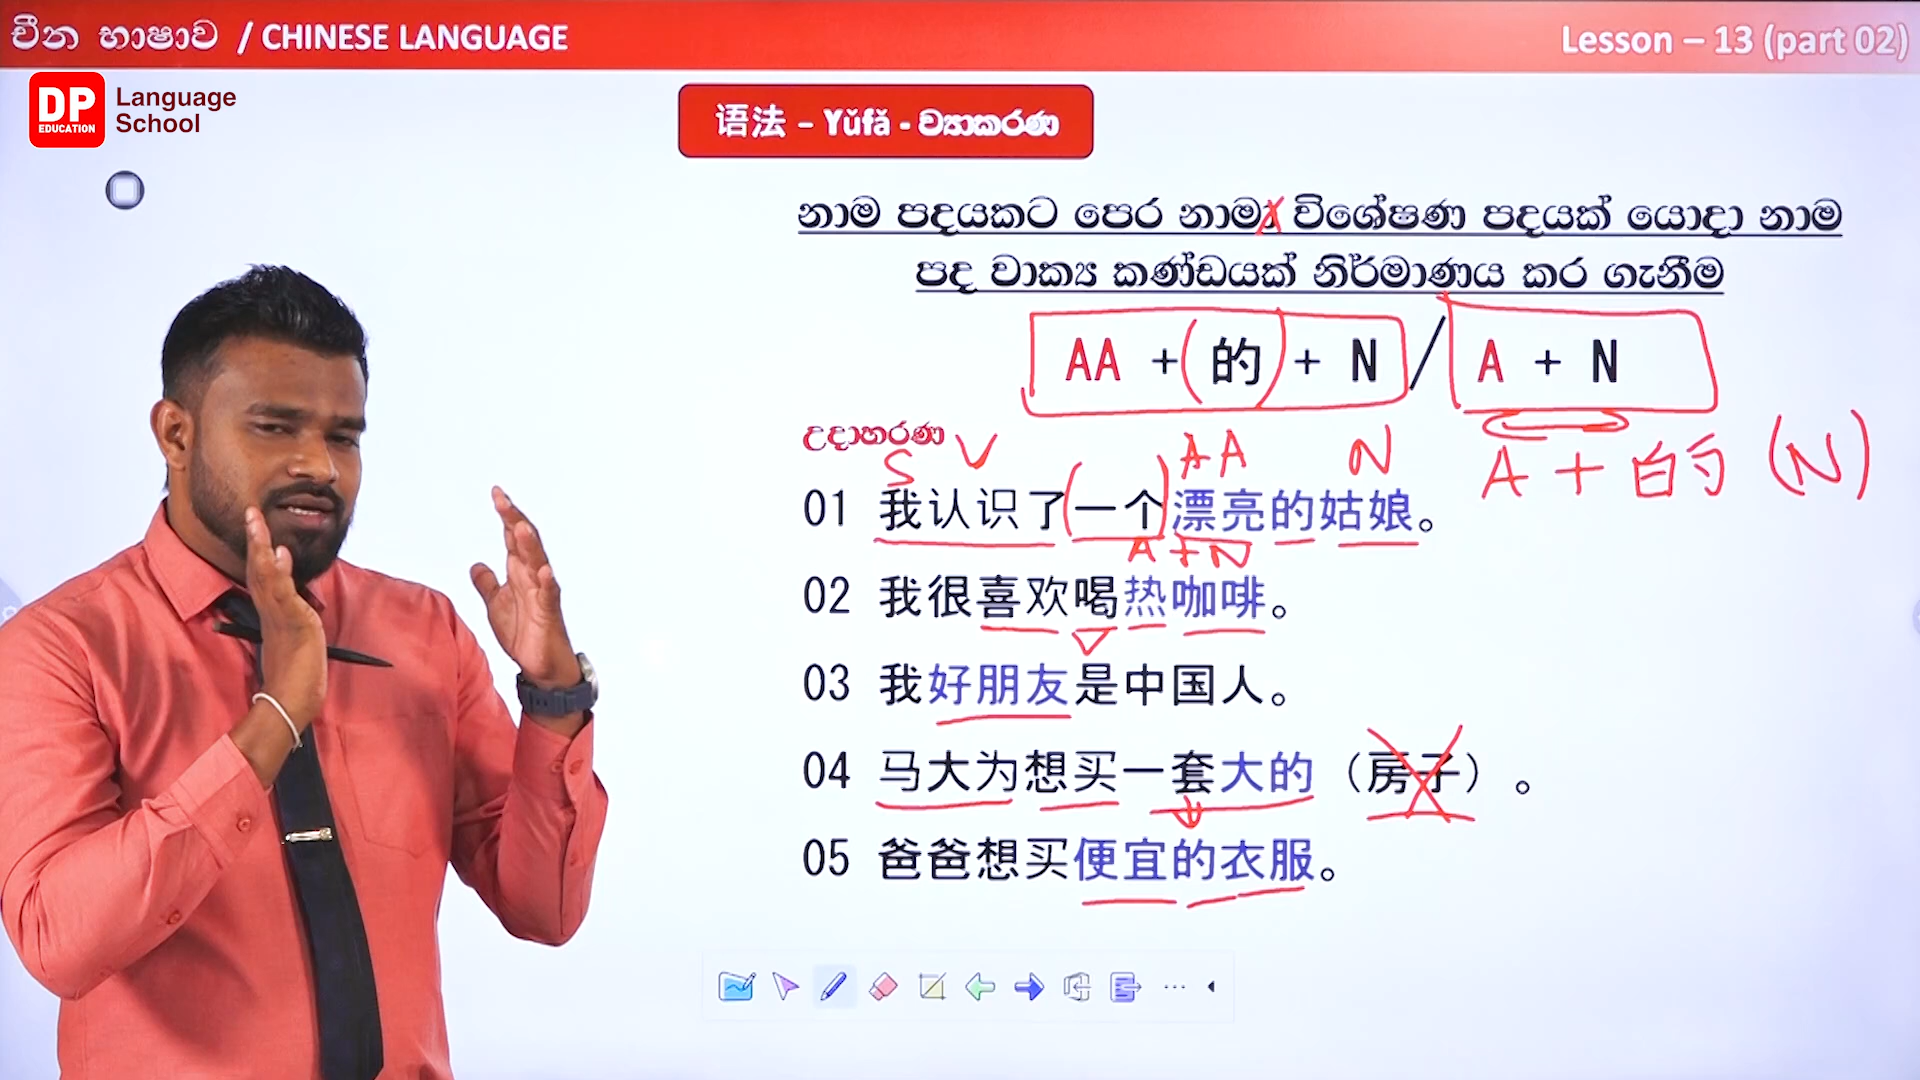 චීන භාෂාව / CHINESE LANGUAGE
Lesson – 13 (part 02)
DP
EDUCATION
Language
School
语法 – Yǔfǎ - ව්‍යාකරණ
නාම පදයකට පෙර නාමා විශේෂණ පදයක් යොදා නාම
පද වාක්‍ය කණ්ඩයක් නිර්මාණය කර ගැනීම
AA + (的) + N / A + N
උදාහරණ
S V AA N
A + 的 (N)
01 我认识了(一个)漂亮的姑娘。
A + N
02 我很喜欢喝热咖啡。
03 我好朋友是中国人。
04 马大为想买一套大的（房子）。
05 爸爸想买便宜的衣服。